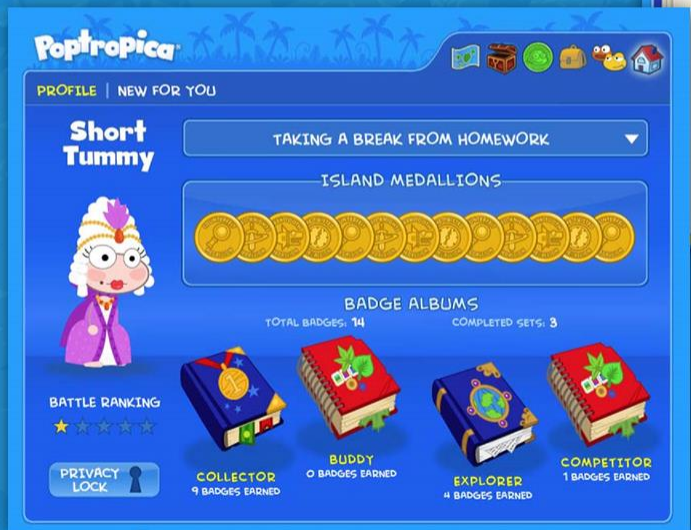 Poptropica
PROFILE | NEW FOR YOU
Short
Tummy
TAKING A BREAK FROM HOMEWORK
ISLAND MEDALLIONS
BADGE ALBUMS
TOTAL BADGES: 14
COMPLETED SETS: 3
BATTLE RANKING
PRIVACY
LOCK
COLLECTOR
9 BADGES EARNED
BUDDY
0 BADGES EARNED
EXPLORER
4 BADGES EARNED
COMPETITOR
1 BADGES EARNED